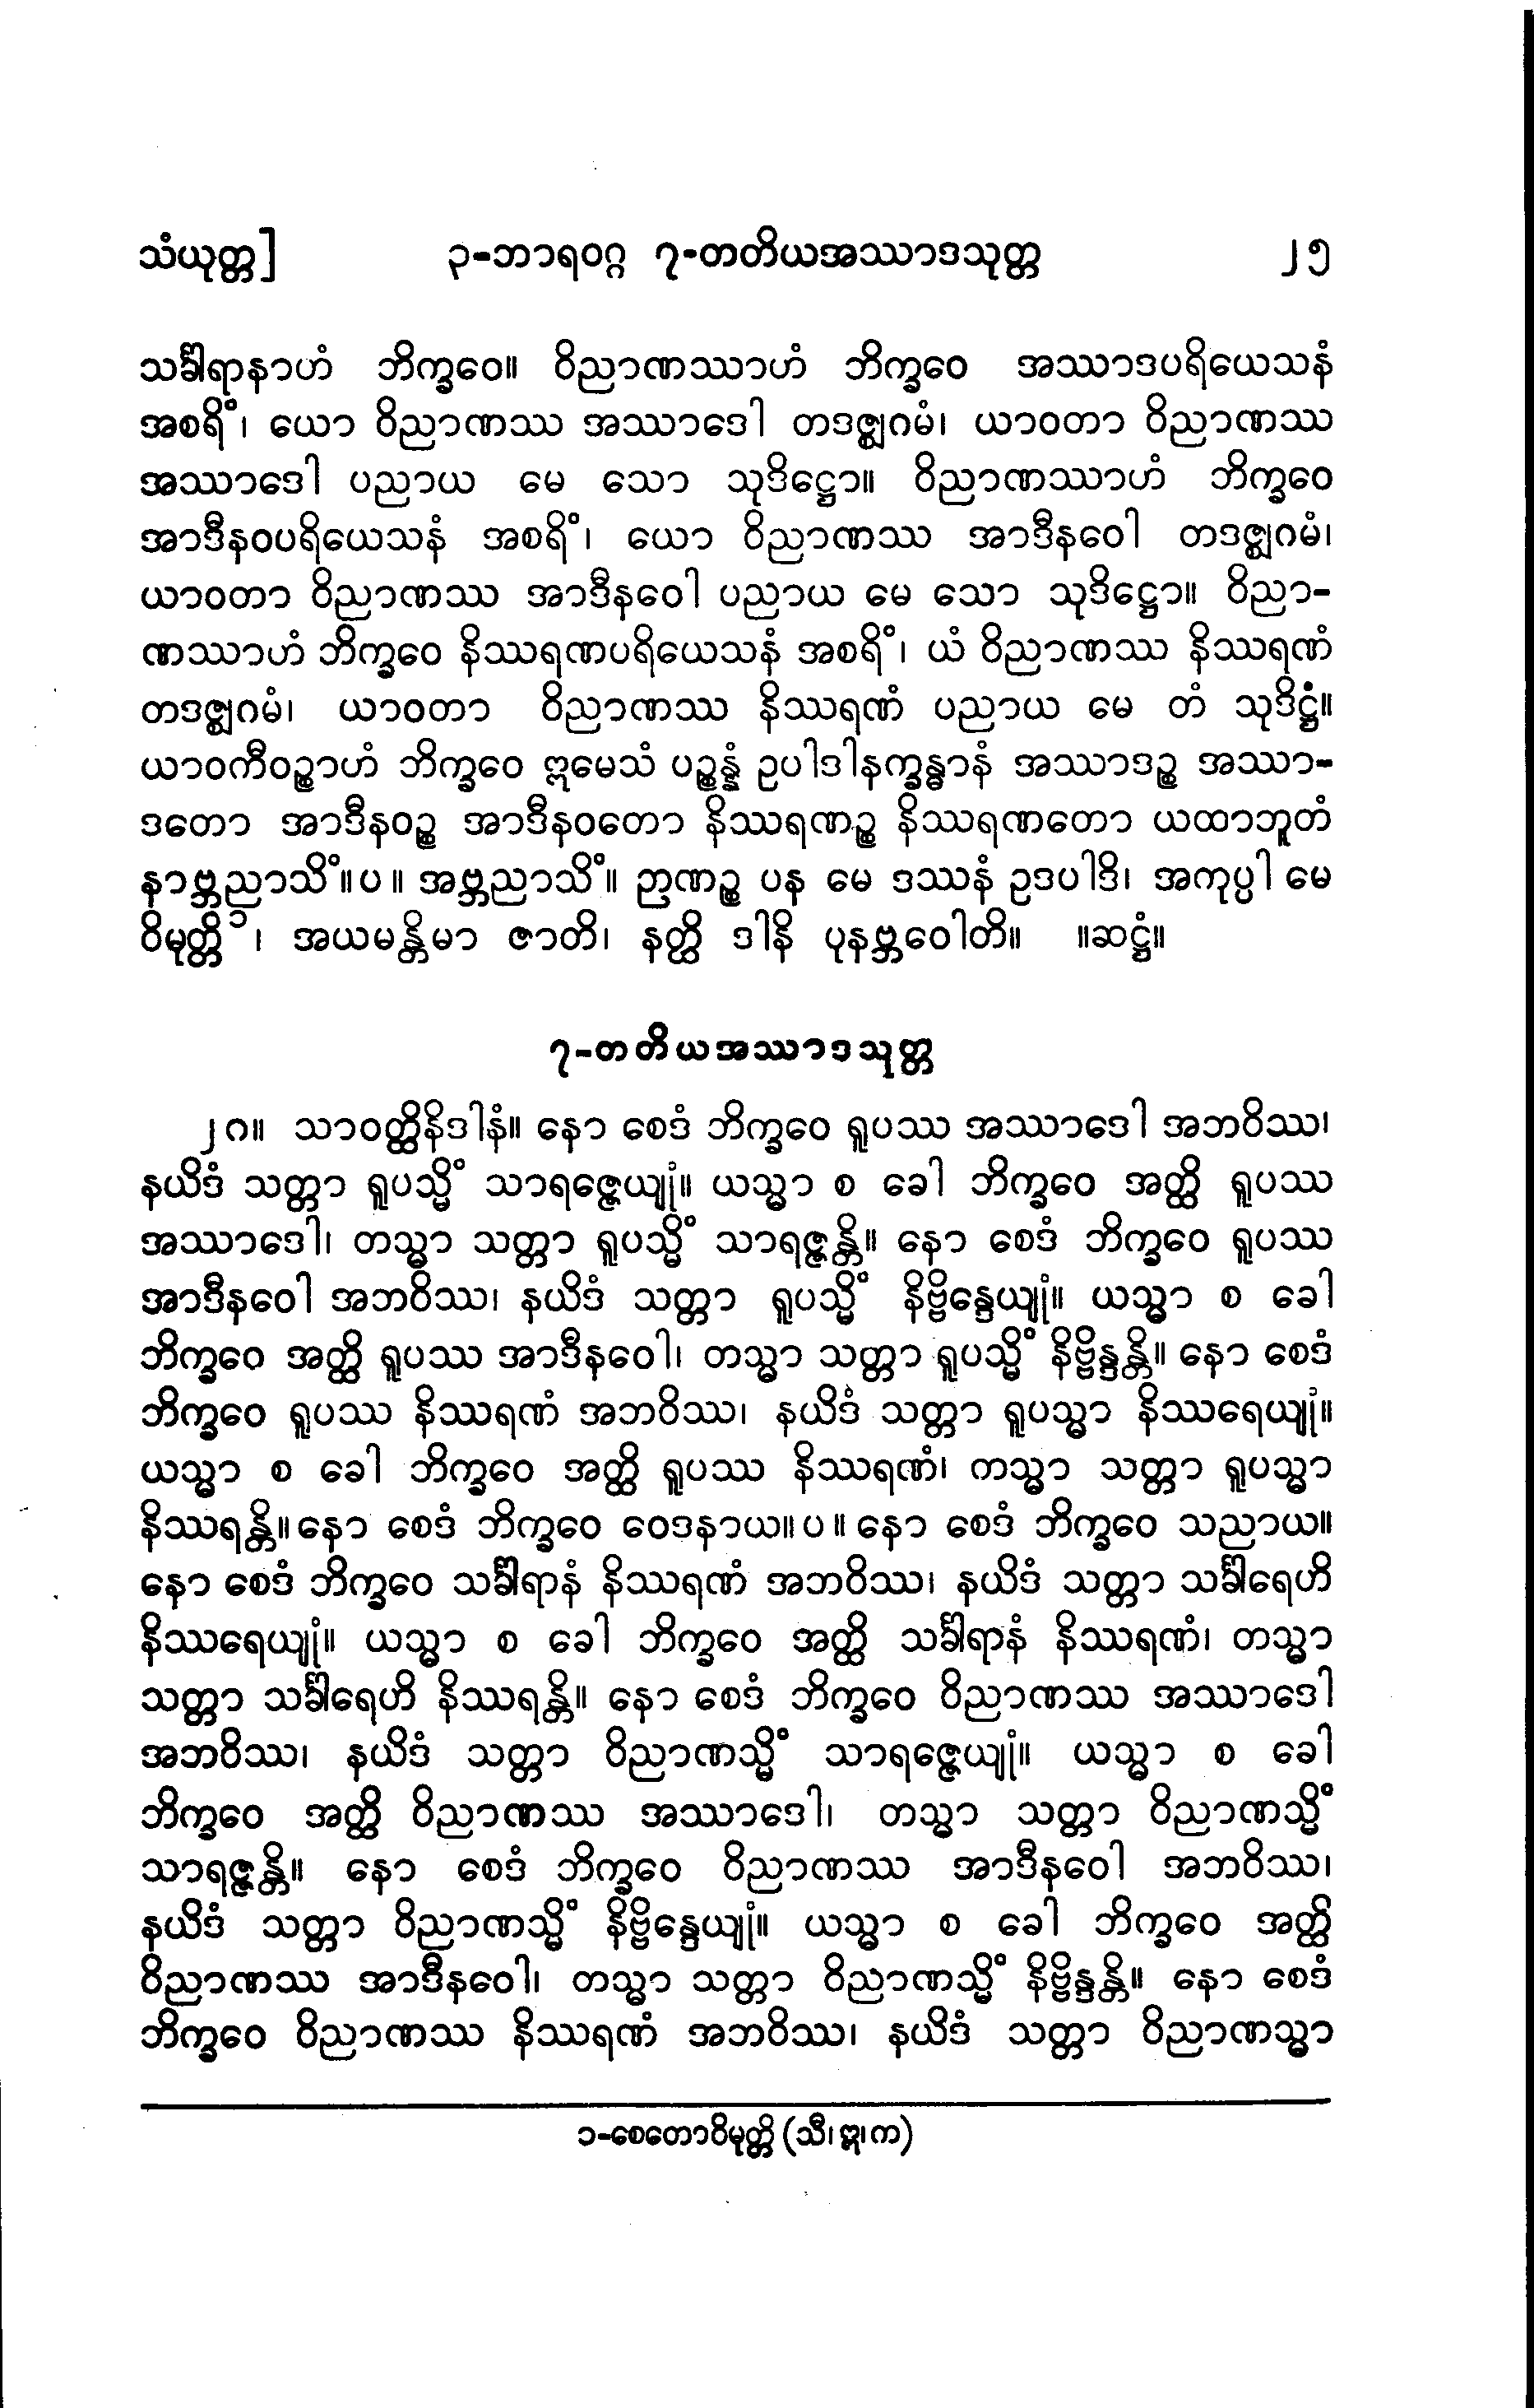 သံယုတ္တ] ၃-ဘာရဝဂ္ဂ ၇-တတိယအဿာဒသုတ္တ ၂၅
သင်္ခါရာနာဟံ ဘိက္ခဝေ။ ဝိညာဏဿာဟံ ဘိက္ခဝေ အဿာဒပရိယေသနံ
အစရိံ၊ ယော ဝိညာဏဿ အဿာဒေါ တဒဇ္ဈဂမံ၊ ယာဝတာ ဝိညာဏဿ
အဿာဒေါ ပညာယ မေ သော သုဒိဋ္ဌော။ ဝိညာဏဿာဟံ ဘိက္ခဝေ
အာဒီနဝပရိယေသနံ အစရိံ၊ ယော ဝိညာဏဿ အာဒီနဝေါ တဒဇ္ဈဂမံ၊
ယာဝတာ ဝိညာဏဿ အာဒီနဝေါ ပညာယ မေ သော သုဒိဋ္ဌော။ ဝိညာ-
ဏဿာဟံ ဘိက္ခဝေ နိဿရဏပရိယေသနံ အစရိံ၊ ယံ ဝိညာဏဿ နိဿရဏံ
တဒဇ္ဈဂမံ၊ ယာဝတာ ဝိညာဏဿ နိဿရဏံ ပညာယ မေ တံ သုဒိဋ္ဌံ။
ယာဝကီဝဉ္စာဟံ ဘိက္ခဝေ ဣမေသံ ပဉ္စန္နံ ဥပါဒါနက္ခန္ဓာနံ အဿာဒဉ္စ အဿာ-
ဒတော အာဒီနဝဉ္စ အာဒီနဝတော နိဿရဏဉ္စ နိဿရဏတော ယထာဘူတံ
နာဗ္ဘညာသိံ။ပ။ အဗ္ဘညာသိံ။ ဉာဏဉ္စ ပန မေ ဒဿနံ ဥဒပါဒိ၊ အကုပ္ပါ မေ
ဝိမုတ္တိ၁၊ အယမန္တိမာ ဇာတိ၊ နတ္ထိ ဒါနိ ပုနဗ္ဘဝေါတိ။ ။ဆဋ္ဌံ။
၇-တတိယအဿာဒသုတ္တ
၂၈။ သာဝတ္ထိနိဒါနံ။ နော စေဒံ ဘိက္ခဝေ ရူပဿ အဿာဒေါ အဘဝိဿ၊
နယိဒံ သတ္တာ ရူပသ္မိံ သာရဇ္ဇေယျုံ။ ယသ္မာ စ ခေါ ဘိက္ခဝေ အတ္ထိ ရူပဿ
အဿာဒေါ၊ တသ္မာ သတ္တာ ရူပသ္မိံ သာရဇ္ဇန္တိ။ နော စေဒံ ဘိက္ခဝေ ရူပဿ
အာဒီနဝေါ အဘဝိဿ၊ နယိဒံ သတ္တာ ရူပသ္မိံ နိဗ္ဗိန္ဒေယျုံ။ ယသ္မာ စ ခေါ
ဘိက္ခဝေ အတ္ထိ ရူပဿ အာဒီနဝေါ၊ တသ္မာ သတ္တာ ရူပသ္မိံ နိဗ္ဗိန္ဒန္တိ။ နော စေဒံ
ဘိက္ခဝေ ရူပဿ နိဿရဏံ အဘဝိဿ၊ နယိဒံ သတ္တာ ရူပသ္မာ နိဿရေယျုံ။
ယသ္မာ စ ခေါ ဘိက္ခဝေ အတ္ထိ ရူပဿ နိဿရဏံ၊ ကသ္မာ သတ္တာ ရူပသ္မာ
နိဿရန္တိ။ နော စေဒံ ဘိက္ခဝေ ဝေဒနာယ။ပ။ နော စေဒံ ဘိက္ခဝေ သညာယ။
နော စေဒံ ဘိက္ခဝေ သင်္ခါရာနံ နိဿရဏံ အဘဝိဿ၊ နယိဒံ သတ္တာ သင်္ခါရေဟိ
နိဿရေယျုံ။ ယသ္မာ စ ခေါ ဘိက္ခဝေ အတ္ထိ သင်္ခါရာနံ နိဿရဏံ၊ တသ္မာ
သတ္တာ သင်္ခါရေဟိ နိဿရန္တိ။ နော စေဒံ ဘိက္ခဝေ ဝိညာဏဿ အဿာဒေါ
အဘဝိဿ၊ နယိဒံ သတ္တာ ဝိညာဏသ္မိံ သာရဇ္ဇေယျုံ။ ယသ္မာ စ ခေါ
ဘိက္ခဝေ အတ္ထိ ဝိညာဏဿ အဿာဒေါ၊ တသ္မာ သတ္တာ ဝိညာဏသ္မိံ
သာရဇ္ဇန္တိ။ နော စေဒံ ဘိက္ခဝေ ဝိညာဏဿ အာဒီနဝေါ အဘဝိဿ၊
နယိဒံ သတ္တာ ဝိညာဏသ္မိံ နိဗ္ဗိန္ဒေယျုံ။ ယသ္မာ စ ခေါ ဘိက္ခဝေ အတ္ထိ
ဝိညာဏဿ အာဒီနဝေါ၊ တသ္မာ သတ္တာ ဝိညာဏသ္မိံ နိဗ္ဗိန္ဒန္တိ။ နော စေဒံ
ဘိက္ခဝေ ဝိညာဏဿ နိဿရဏံ အဘဝိဿ၊ နယိဒံ သတ္တာ ဝိညာဏသ္မာ
၁-စေတောဝိမုတ္တိ (သီ၊ ဣ၊ က)